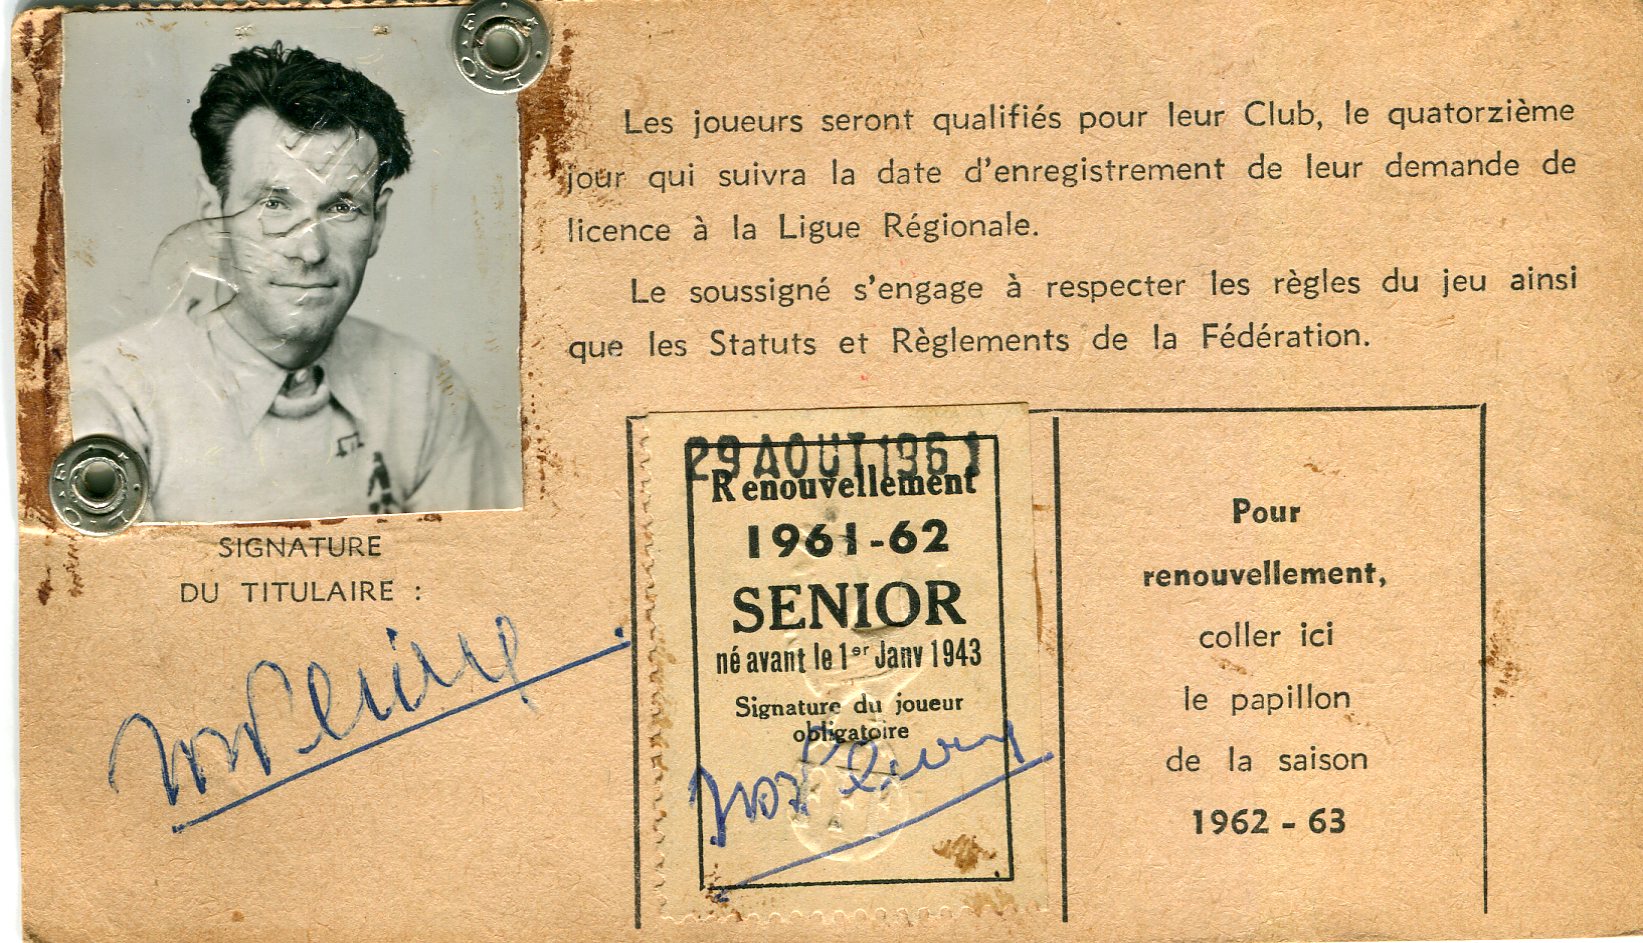 Les joueurs seront qualifiés pour leur Club, le quatorzième
jour qui suivra la date d'enregistrement de leur demande de
licence à la Ligue Régionale.
Le soussigné s'engage à respecter les règles du jeu ainsi
que les Statuts et Règlements de la Fédération.
SIGNATURE
DU TITULAIRE :
29 AOUT 1961
Renouvellement
1961-62
SENIOR
né avant le 1er Janv 1943
Signature du joueur
obligatoire
Pour
renouvellement,
coller ici
le papillon
de la saison
1962 - 63